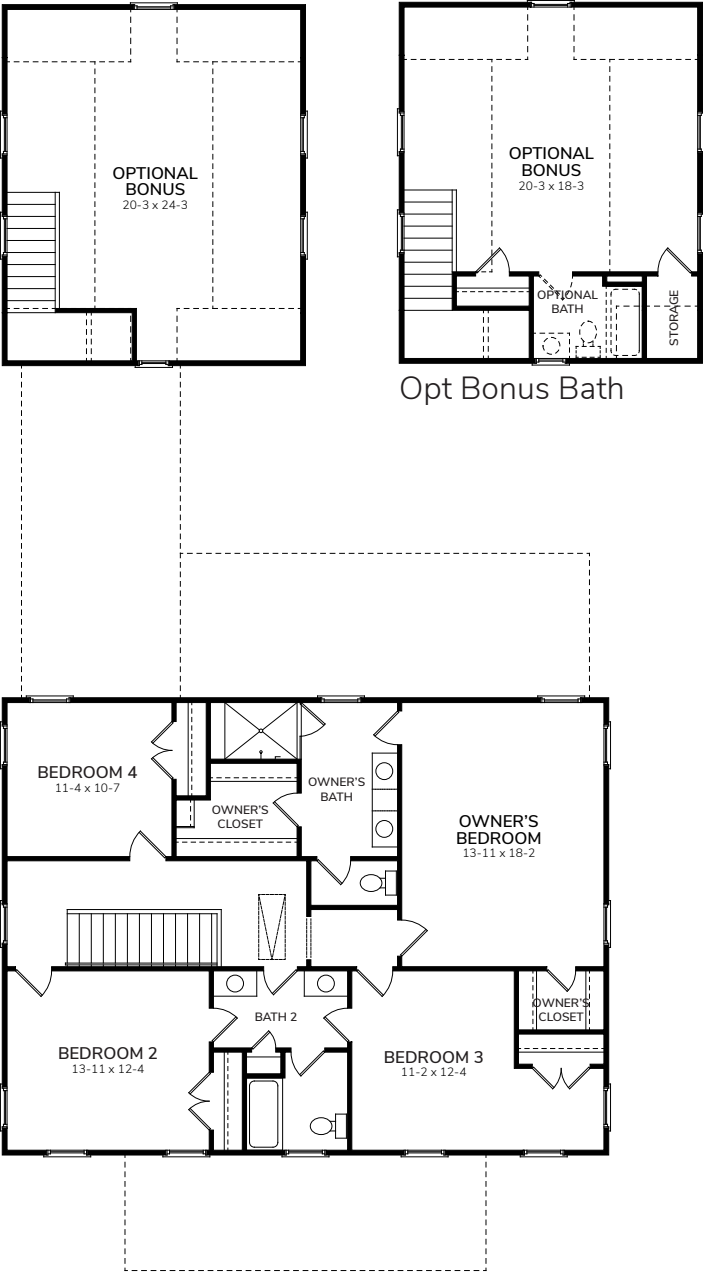 OPTIONAL
BONUS
20-3 x 24-3
OPTIONAL
BONUS
20-3 x 18-3
OPTIONAL
BATH
STORAGE
Opt Bonus Bath
BEDROOM 4
11-4 x 10-7
OWNER'S
CLOSET
OWNER'S
BATH
OWNER'S
BEDROOM
13-11 x 18-2
BEDROOM 2
13-11 x 12-4
BATH 2
BEDROOM 3
11-2 x 12-4
OWNER'S
CLOSET